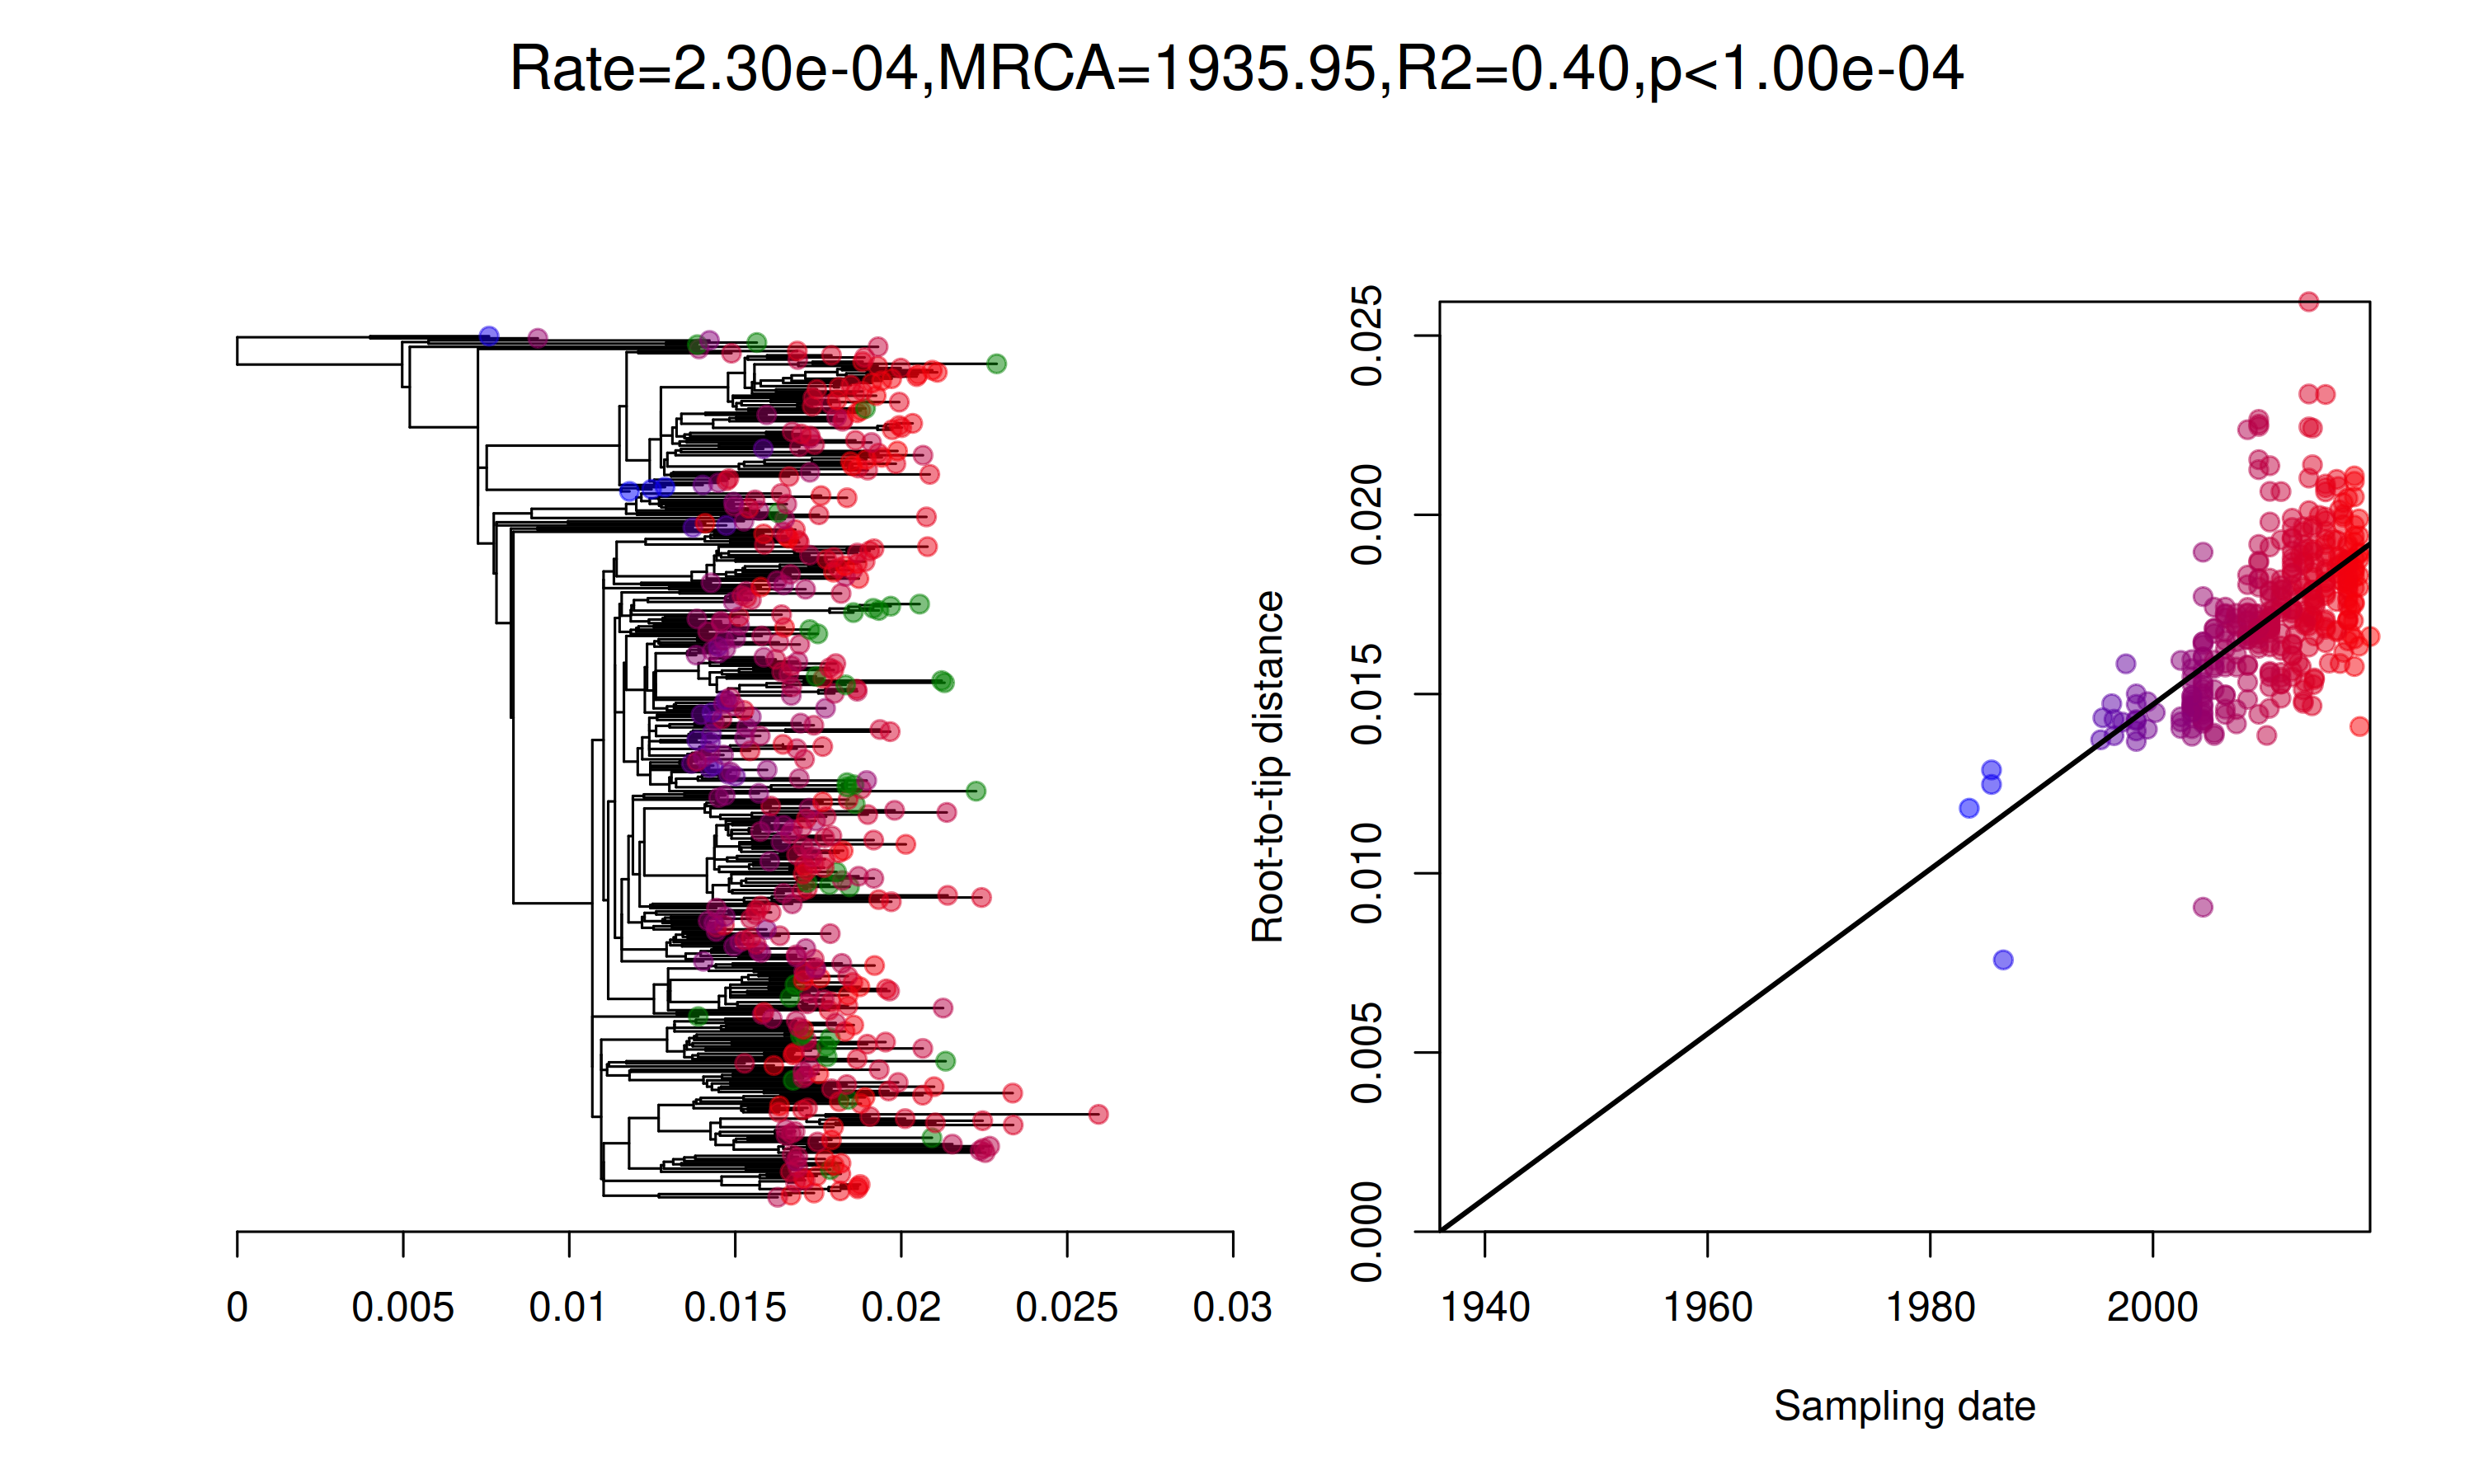 Rate=2.30e-04,MRCA=1935.95,R2=0.40,p<1.00e-04
0 0.005 0.01 0.015 0.02 0.025 0.03
Root-to-tip distance
0.000 0.005 0.010 0.015 0.020 0.025
1940 1960 1980 2000
Sampling date